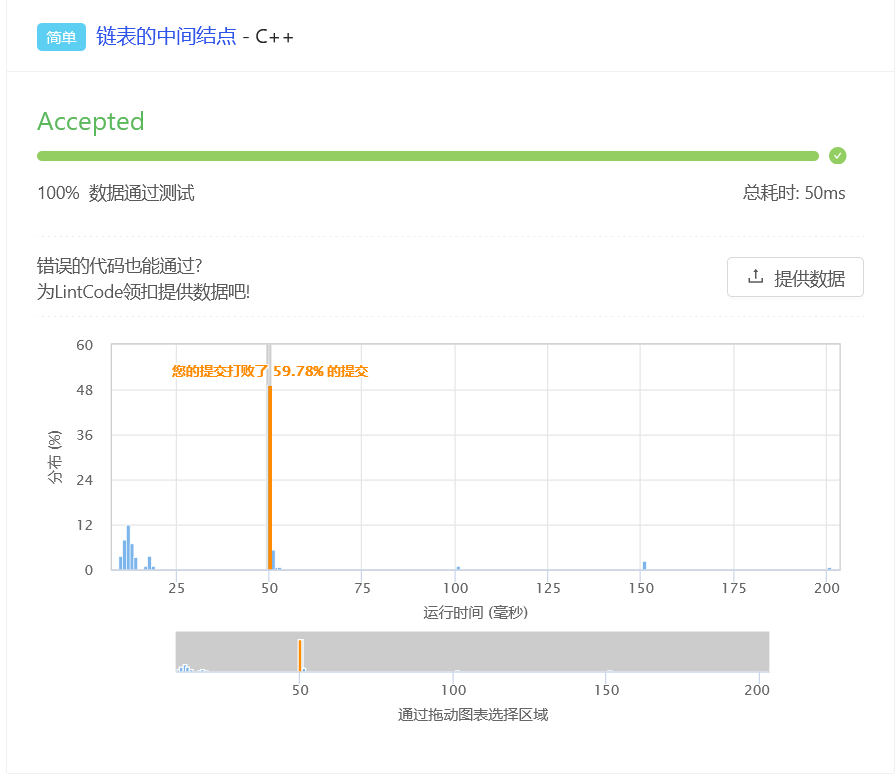 简单 链表的中间结点 - C++
Accepted
100% 数据通过测试 总耗时: 50ms
错误的代码也能通过?
为LintCode领扣提供数据吧!
提供数据
您的提交打败了 59.78% 的提交
分布 (%)
60
48
36
24
12
0
25 50 75 100 125 150 175 200
运行时间 (毫秒)
50 100 150 200
通过拖动图表选择区域